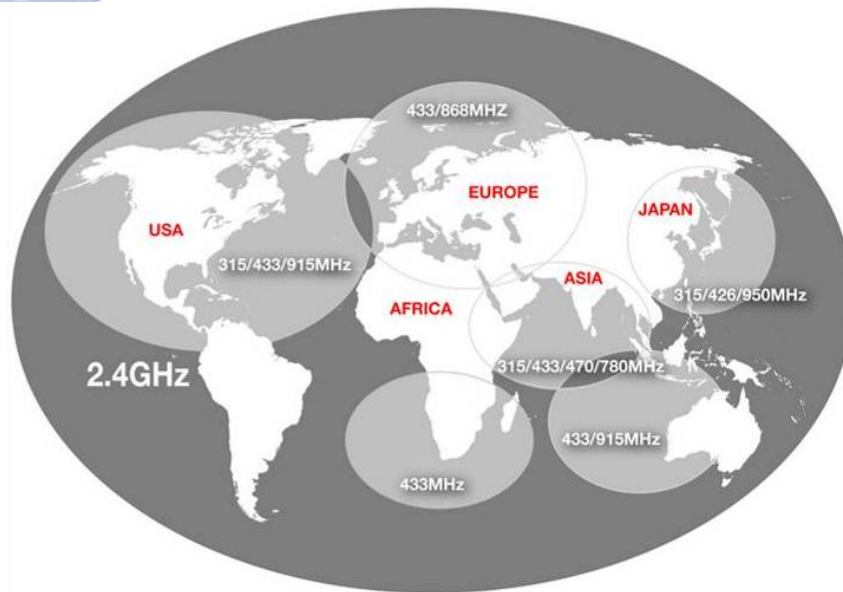 433/868MHZ
EUROPE
USA
JAPAN
315/433/915MHz
ASIA
315/426/950MHz
AFRICA
2.4GHz
315/433/470/780MHz
433/915MHz
433MHz